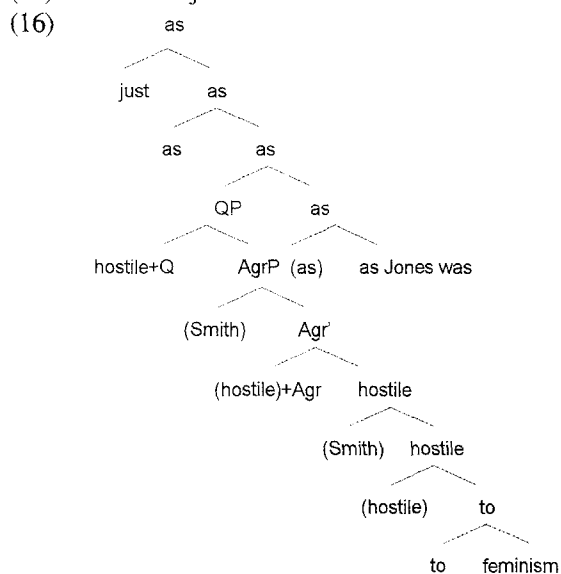 (16) as
just as
as as
QP as
hostile+Q AgrP (as) as Jones was
(Smith) Agr'
(hostile)+Agr hostile
(Smith) hostile
(hostile) to
to feminism